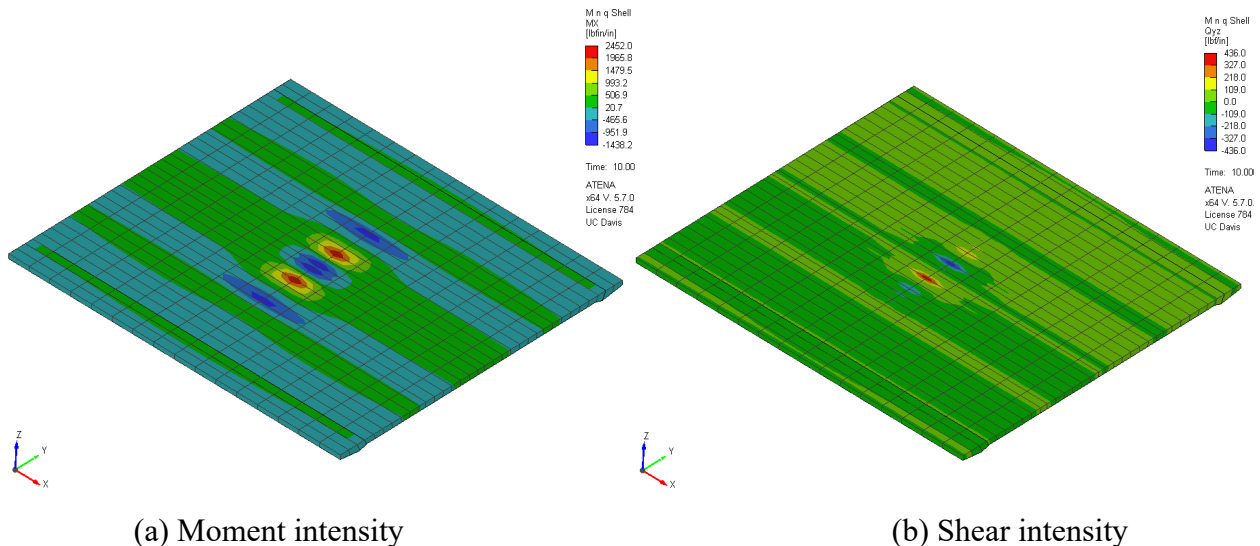 M n q Shell
MX
[lbfin/in]
2452.0
1965.8
1479.5
993.2
506.9
20.7
-465.6
-951.9
-1438.2
Time: 10.00
ATENA
x64 V. 5.7.0
License 784
UC Davis
Z
Y
X
(a) Moment intensity
M n q Shell
Qyz
[lbf/in]
436.0
327.0
218.0
109.0
0.0
-109.0
-218.0
-327.0
-436.0
Time: 10.000
ATENA
x64 V. 5.7.0.
License 784
UC Davis
Z
Y
X
(b) Shear intensity